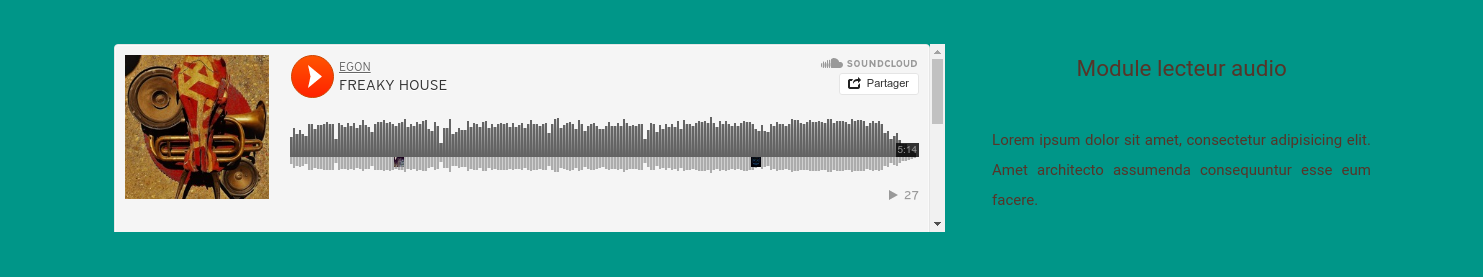 EGON
FREAKY HOUSE
SOUNDCLOUD
Partager
5:14
27
Module lecteur audio
Lorem ipsum dolor sit amet, consectetur adipisicing elit.
Amet architecto assumenda consequuntur esse eum
facere.